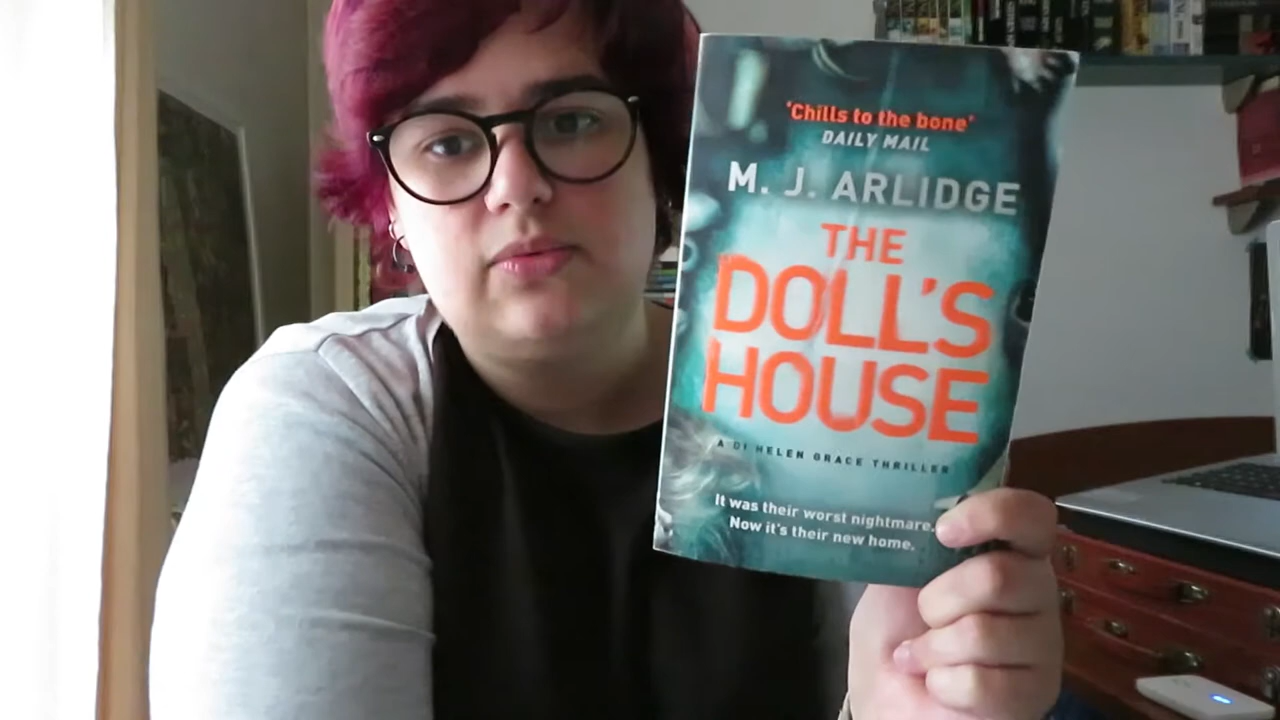 'Chills to the bone'
DAILY MAIL
M. J. ARLIDGE
THE
DOLL'S
HOUSE
A DI HELEN GRACE THRILLER
It was their worst nightmare.
Now it's their new home.